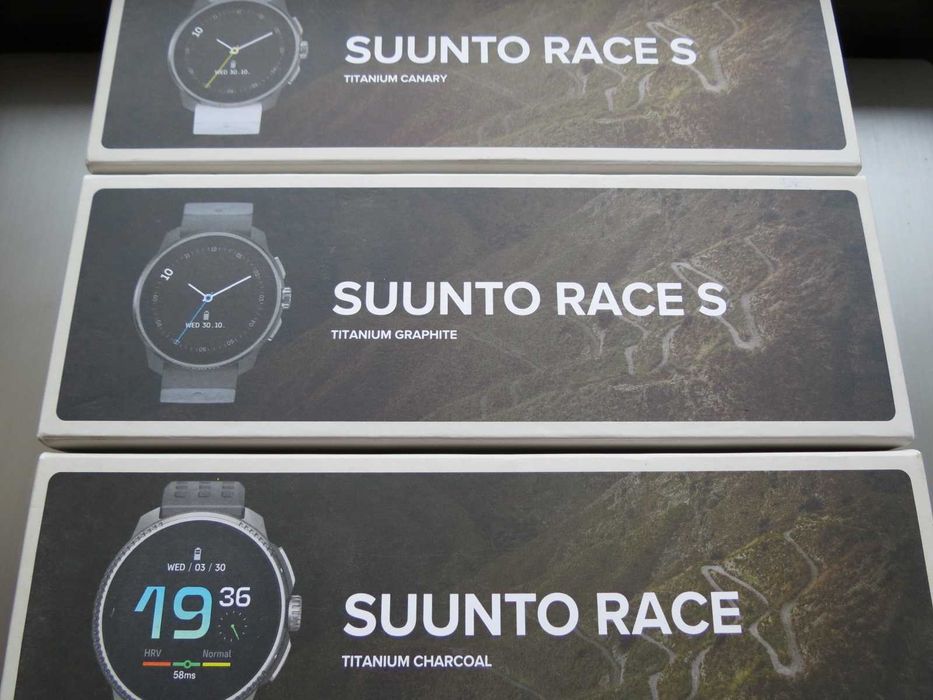 10
WED 30.10.
SUUNTO RACE S
TITANIUM CANARY
10
WED 30.10.
SUUNTO RACE S
TITANIUM GRAPHITE
WED / 03 / 30
19 36
HRV Normal
58ms
SUUNTO RACE
TITANIUM CHARCOAL